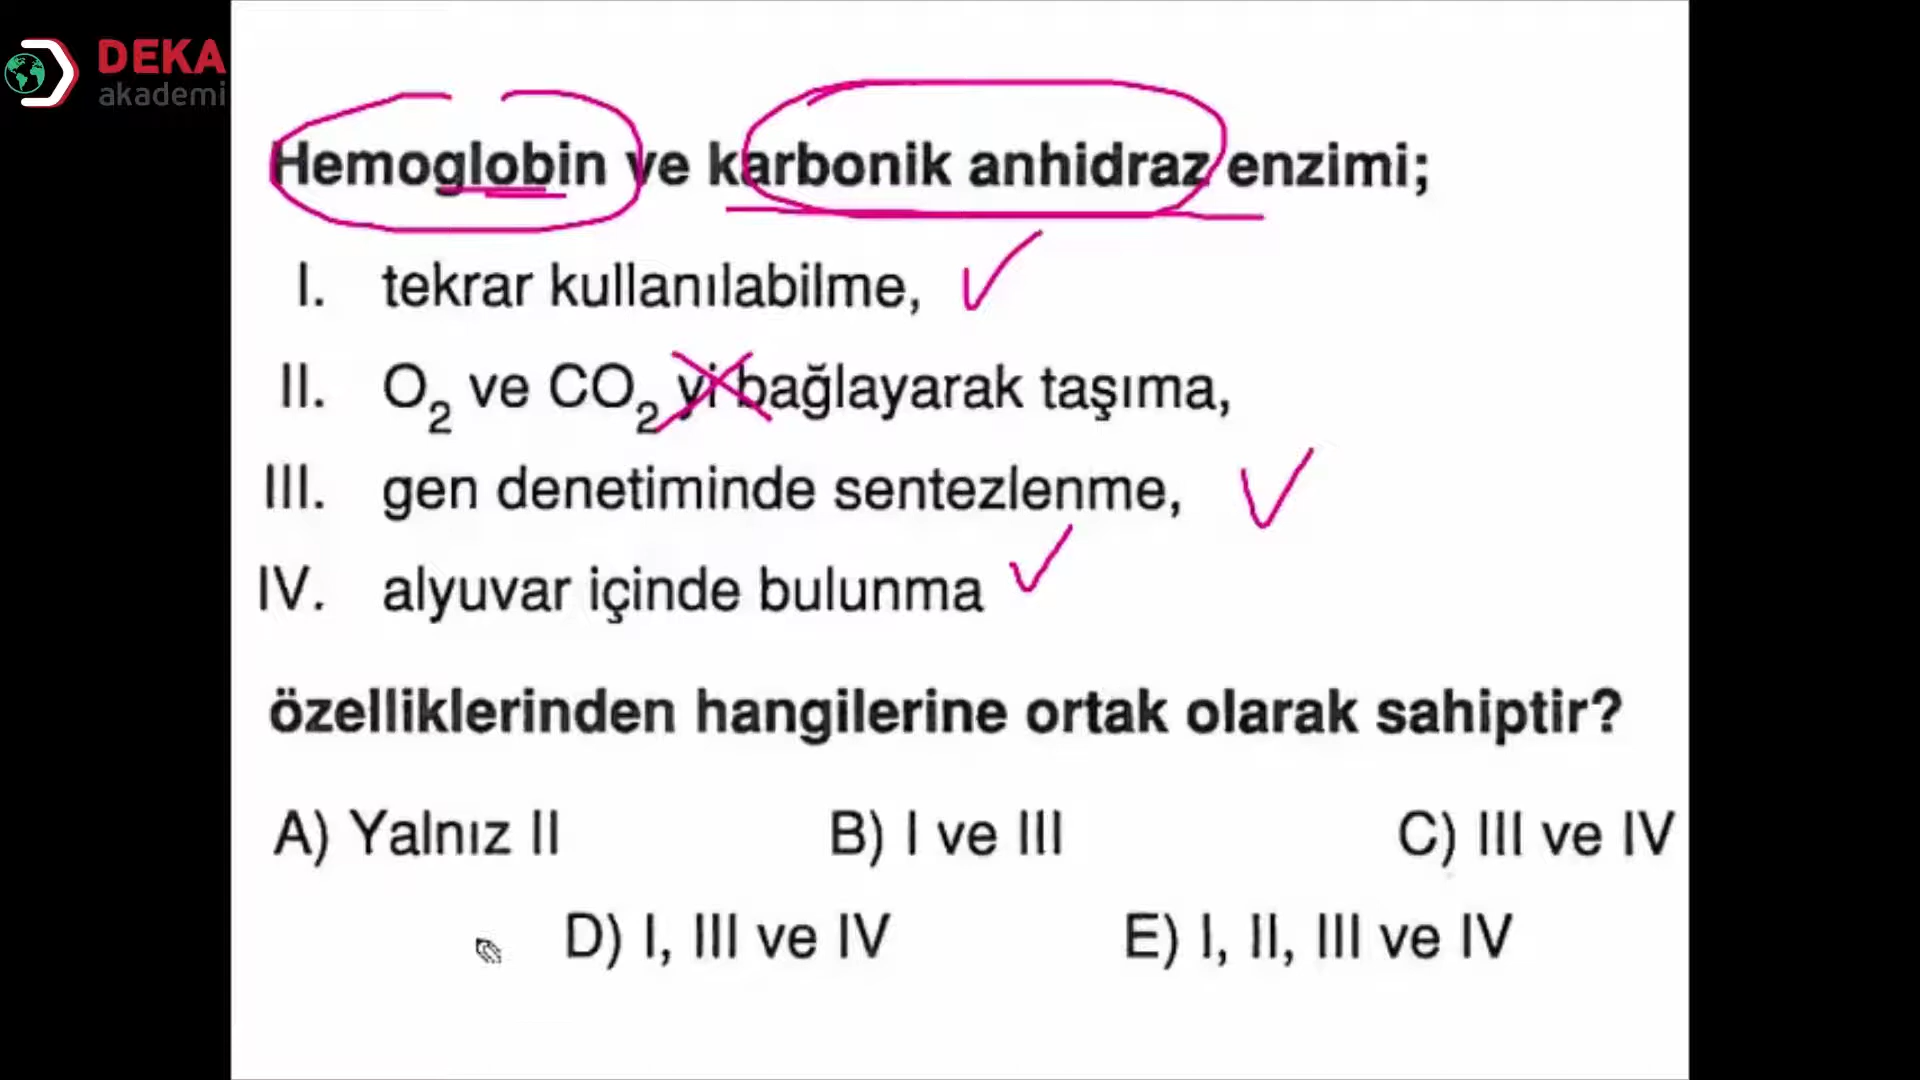 DEKA
akademi
Hemoglobin ve karbonik anhidraz enzimi;
I. tekrar kullanılabilme,
II. O₂ ve CO₂ yi bağlayarak taşıma,
III. gen denetiminde sentezlenme,
IV. alyuvar içinde bulunma
özelliklerinden hangilerine ortak olarak sahiptir?
A) Yalnız II B) I ve III C) III ve IV
D) I, III ve IV E) I, II, III ve IV